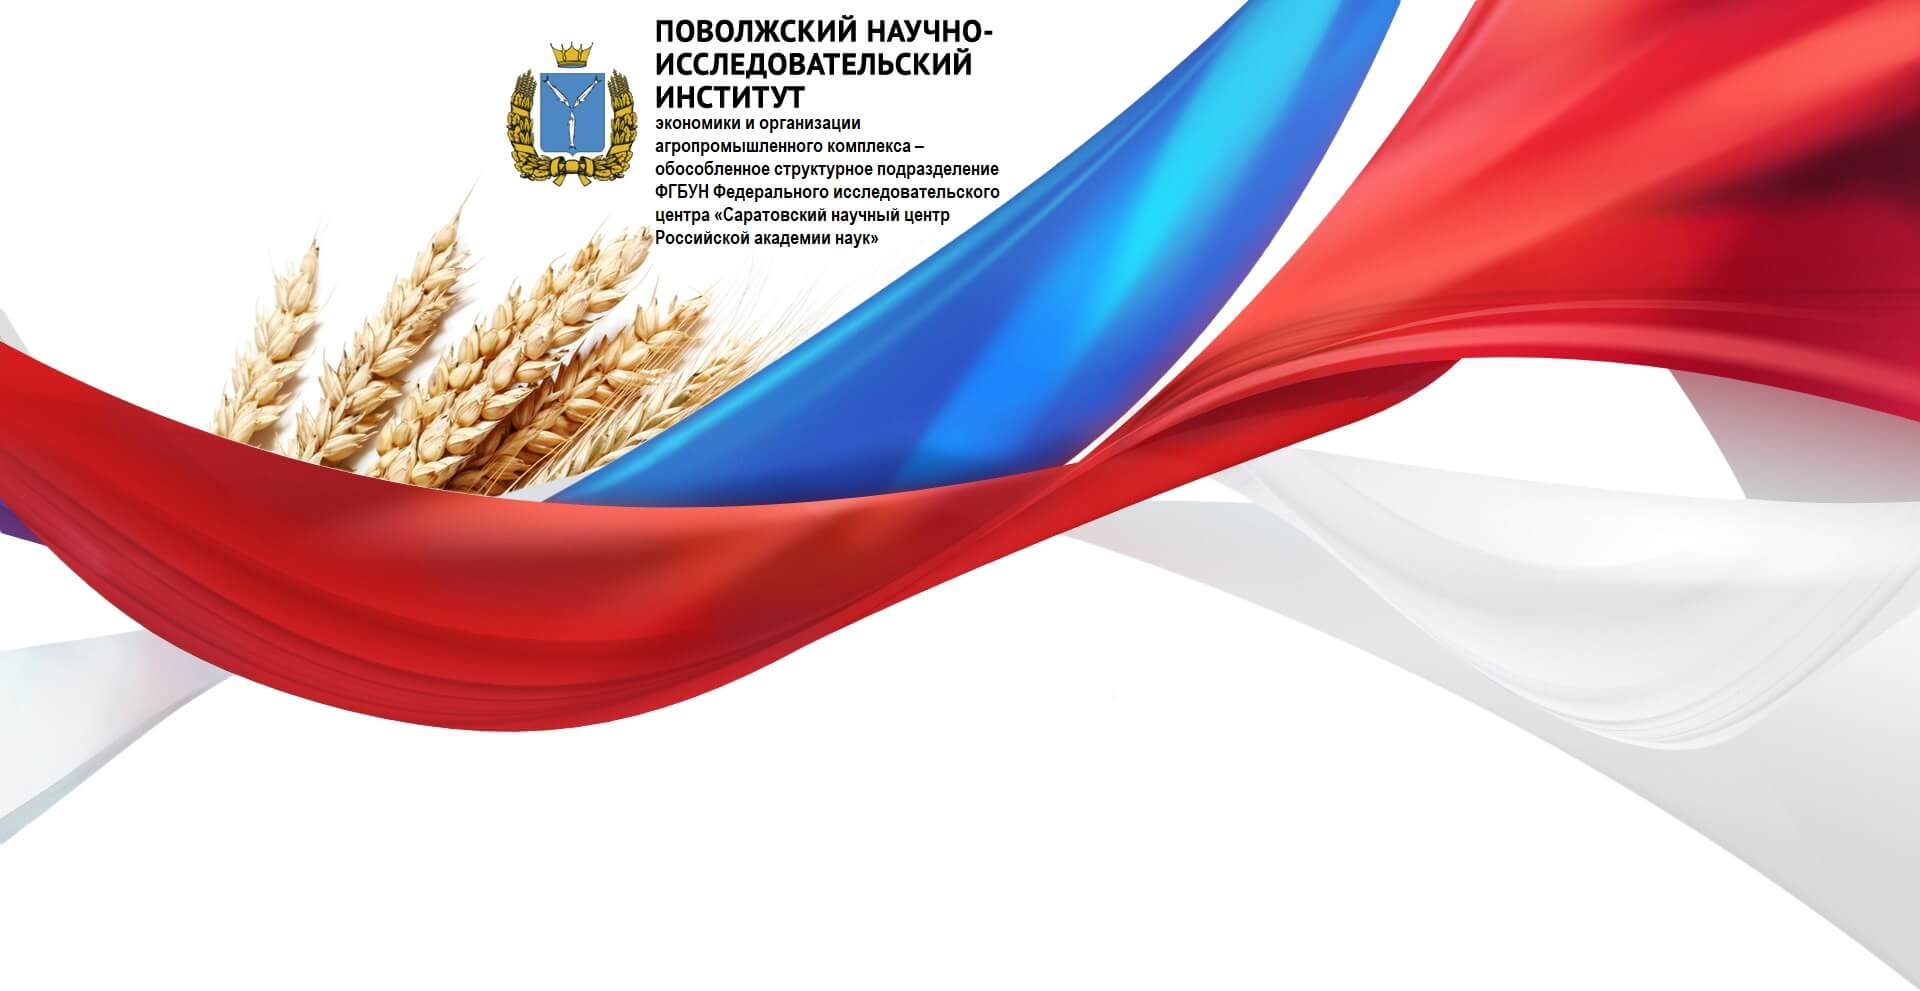 ПОВОЛЖСКИЙ НАУЧНО-
ИССЛЕДОВАТЕЛЬСКИЙ
ИНСТИТУТ
экономики и организации
агропромышленного комплекса –
обособленное структурное подразделение
ФГБУН Федерального исследовательского
центра «Саратовский научный центр
Российской академии наук»